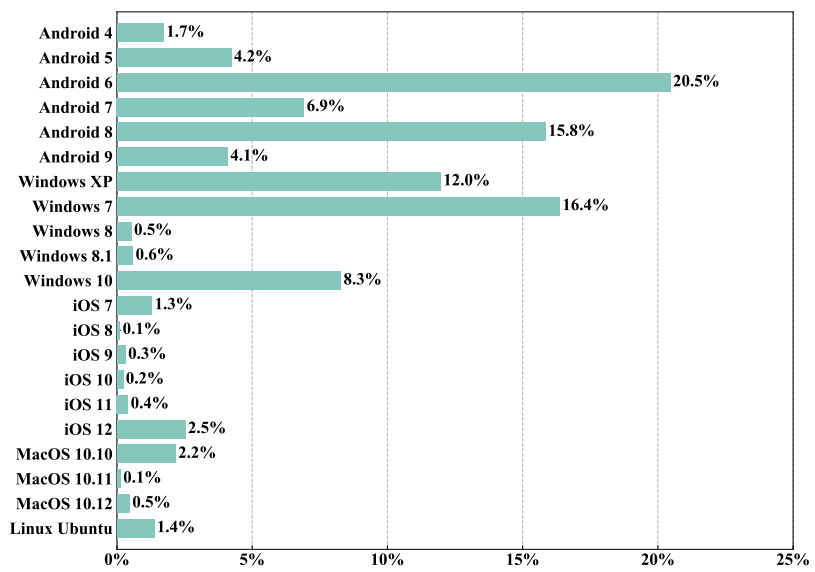 Android 4 1.7%
Android 5 4.2%
Android 6 20.5%
Android 7 6.9%
Android 8 15.8%
Android 9 4.1%
Windows XP 12.0%
Windows 7 16.4%
Windows 8 0.5%
Windows 8.1 0.6%
Windows 10 8.3%
iOS 7 1.3%
iOS 8 0.1%
iOS 9 0.3%
iOS 10 0.2%
iOS 11 0.4%
iOS 12 2.5%
MacOS 10.10 2.2%
MacOS 10.11 0.1%
MacOS 10.12 0.5%
Linux Ubuntu 1.4%
0% 5% 10% 15% 20% 25%